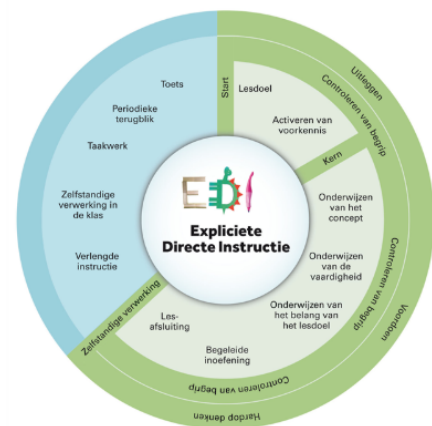 Start
Lesdoel
Activeren van
voorkennis
Kern
Onderwijzen
van het
concept
Onderwijzen
van de
vaardigheid
Onderwijzen van
het belang van
het lesdoel
Begeleide
inoefening
Les-
afsluiting
Zelfstandige verwerking
Verlengde
instructie
Zelfstandige
verwerking in
de klas
Taakwerk
Periodieke
terugblik
Toets
EDI
Expliciete
Directe Instructie
Controleren van begrip
Controleren van begrip
Controleren van begrip
Uitleggen
Voordoen
Hardop denken